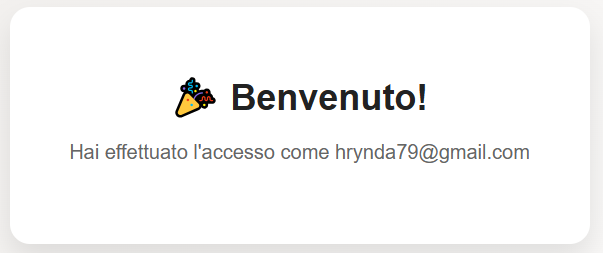 🎉 Benvenuto!
Hai effettuato l'accesso come hrynda79@gmail.com